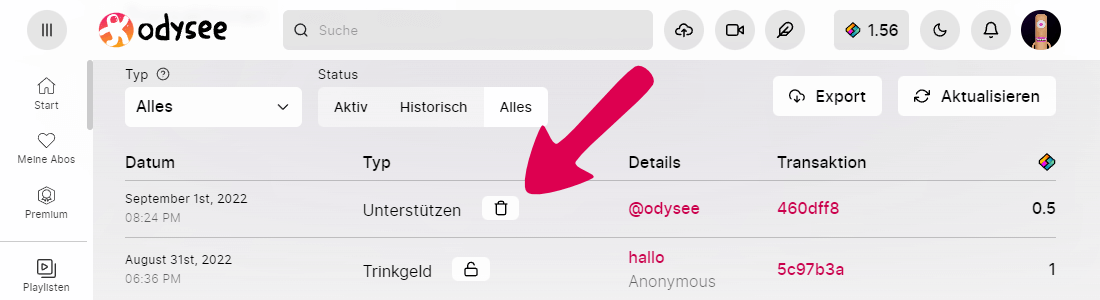 odysee
Suche
1.56
Start
Meine Abos
Premium
Playlisten
Typ
Status
Alles
Aktiv
Historisch
Alles
Export
Aktualisieren
Datum
Typ
Details
Transaktion
September 1st, 2022
08:24 PM
Unterstützen
@odysee
460dff8
0.5
August 31st, 2022
06:36 PM
Trinkgeld
hallo
Anonymous
5c97b3a
1